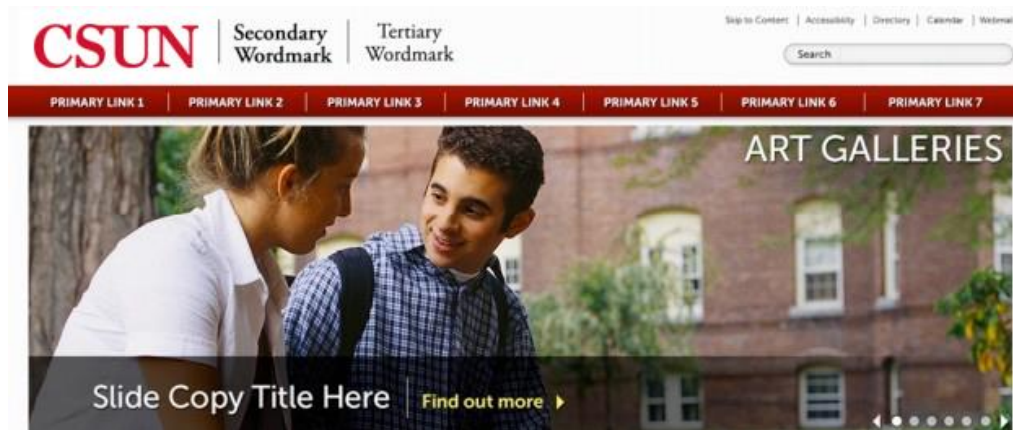 Skip to Content | Accessibility | Directory | Calendar | Webmail
CSUN | Secondary Wordmark | Tertiary Wordmark
Search
PRIMARY LINK 1 | PRIMARY LINK 2 | PRIMARY LINK 3 | PRIMARY LINK 4 | PRIMARY LINK 5 | PRIMARY LINK 6 | PRIMARY LINK 7
ART GALLERIES
Slide Copy Title Here | Find out more